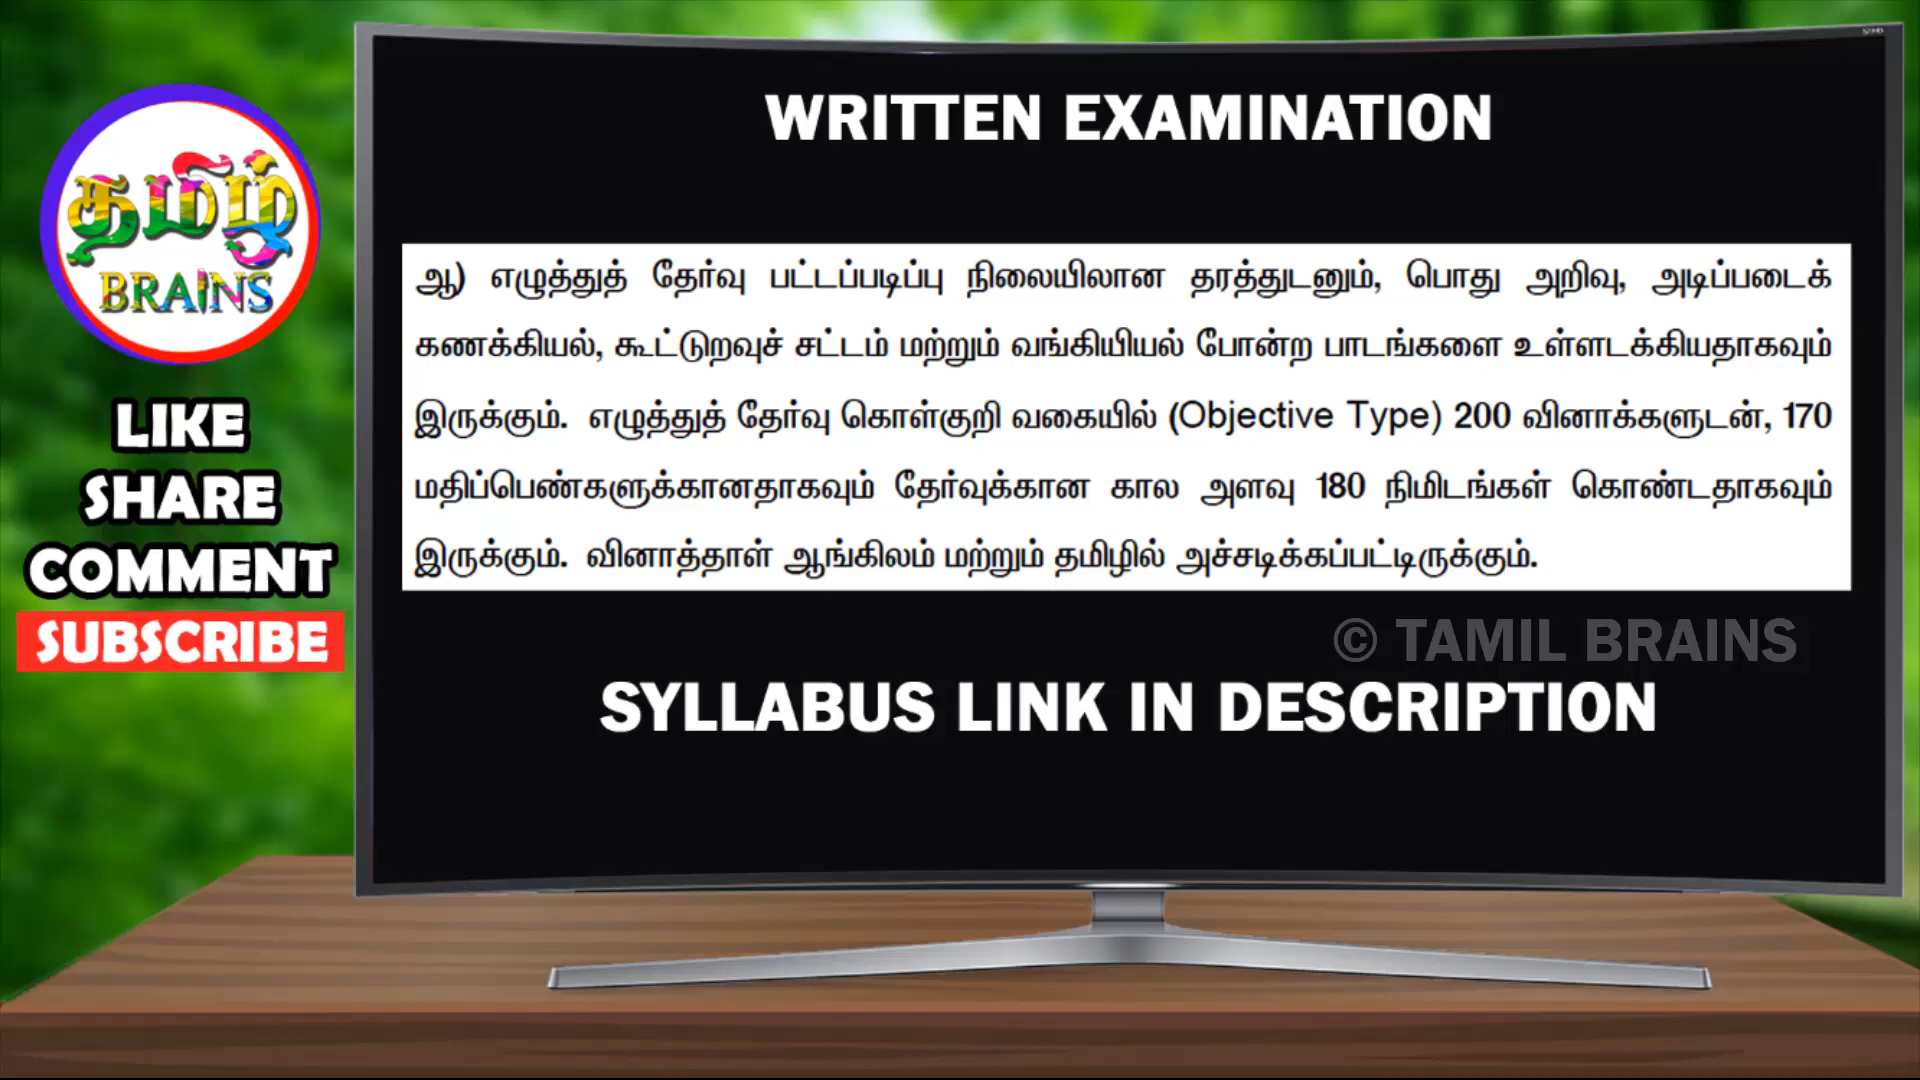 தமிழ்
BRAINS
LIKE
SHARE
COMMENT
SUBSCRIBE
WRITTEN EXAMINATION
ஆ) எழுத்துத் தேர்வு பட்டப்படிப்பு நிலையிலான தரத்துடனும், பொது அறிவு, அடிப்படைக்
கணக்கியல், கூட்டுறவுச் சட்டம் மற்றும் வங்கியியல் போன்ற பாடங்களை உள்ளடக்கியதாகவும்
இருக்கும். எழுத்துத் தேர்வு கொள்குறி வகையில் (Objective Type) 200 வினாக்களுடன், 170
மதிப்பெண்களுக்கானதாகவும் தேர்வுக்கான கால அளவு 180 நிமிடங்கள் கொண்டதாகவும்
இருக்கும். வினாத்தாள் ஆங்கிலம் மற்றும் தமிழில் அச்சடிக்கப்பட்டிருக்கும்.
© TAMIL BRAINS
SYLLABUS LINK IN DESCRIPTION